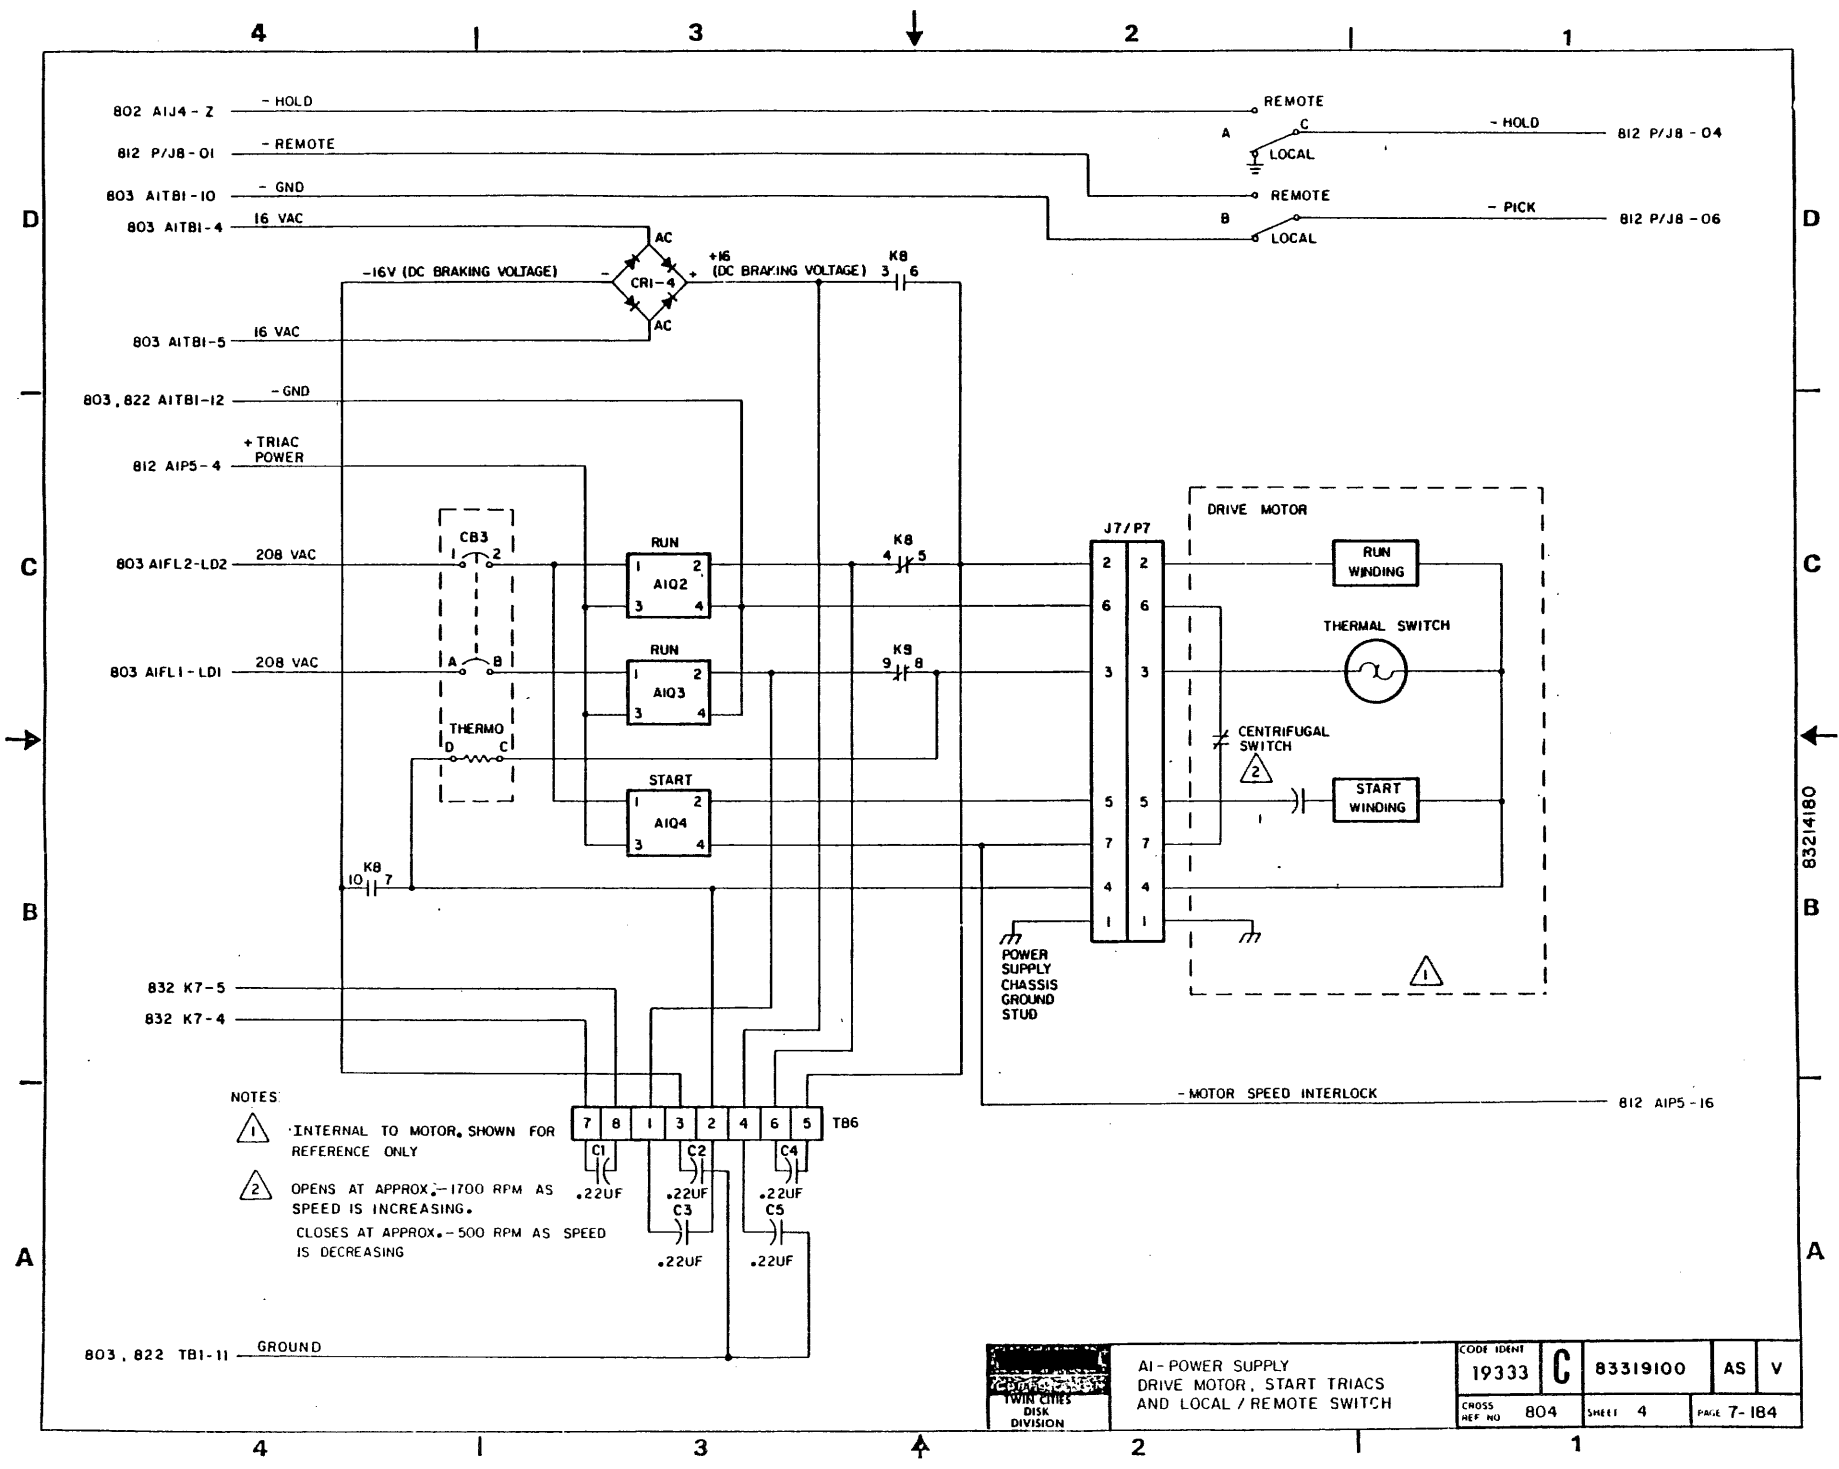 4 3 2 1
802 A1J4-Z
- HOLD
REMOTE
A
C
- HOLD
812 P/J8-04
LOCAL
812 P/J8-01
- REMOTE
803 A1TB1-10
- GND
REMOTE
- PICK
B
812 P/J8-06
LOCAL
D
D
803 A1TB1-4
16 VAC
AC
-16V (DC BRAKING VOLTAGE)
-
CR1-4
+
+16
(DC BRAKING VOLTAGE)
K8
3 6
AC
803 A1TB1-5
16 VAC
803, 822 A1TB1-12
- GND
+ TRIAC
POWER
812 A1P5-4
DRIVE MOTOR
J7/P7
CB3
1 2
RUN
K8
4 5
C
803 A1FL2-LD2
208 VAC
1 2
A1Q2
3 4
2 2
RUN
WINDING
C
6 6
THERMAL SWITCH
803 A1FL1-LD1
208 VAC
A B
RUN
1 2
A1Q3
3 4
K9
9 8
3 3
THERMO
D C
CENTRIFUGAL
SWITCH
2
START
1 2
A1Q4
3 4
5 5
START
WINDING
7 7
K8
10 7
4 4
B
B
1 1
POWER
SUPPLY
CHASSIS
GROUND
STUD
1
83214180
832 K7-5
832 K7-4
- MOTOR SPEED INTERLOCK
812 A1P5-16
7 8 1 3 2 4 6 5
TB6
C1
.22UF
C2
.22UF
C4
.22UF
C3
.22UF
C5
.22UF
NOTES:
1 INTERNAL TO MOTOR. SHOWN FOR
REFERENCE ONLY
2 OPENS AT APPROX.-1700 RPM AS
SPEED IS INCREASING.
CLOSES AT APPROX.-500 RPM AS SPEED
IS DECREASING
A
A
803, 822 TB1-11
GROUND
TWIN CITIES
DISK
DIVISION
A1-POWER SUPPLY
DRIVE MOTOR, START TRIACS
AND LOCAL / REMOTE SWITCH
CODE IDENT
19333
C
83319100
AS
V
CROSS
REF NO
804
SHEET 4
PAGE 7-184
4 3 2 1